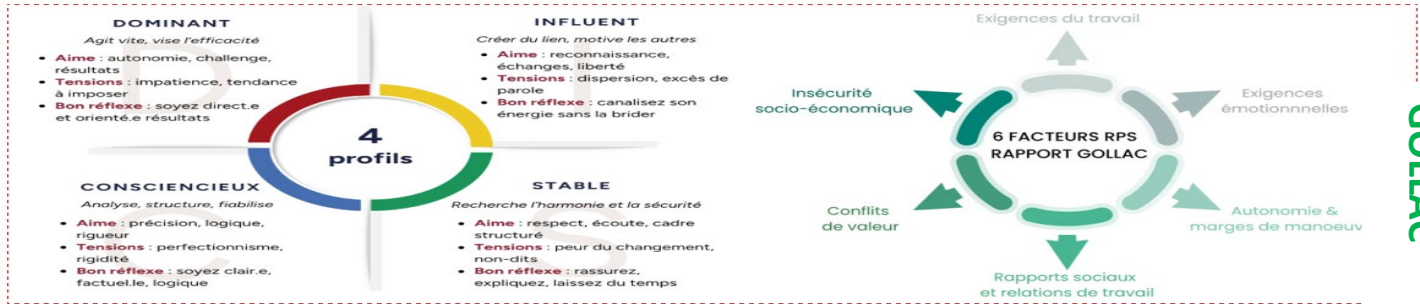 DOMINANT
Agit vite, vise l'efficacité
• Aime : autonomie, challenge,
résultats
• Tensions : impatience, tendance
à imposer
• Bon réflexe : soyez direct.e
et orienté.e résultats
INFLUENT
Créer du lien, motive les autres
• Aime : reconnaissance,
échanges, liberté
• Tensions : dispersion, excès de
parole
• Bon réflexe : canalisez son
énergie sans la brider
4
profils
CONSCIENCIEUX
Analyse, structure, fiabilise
• Aime : précision, logique,
rigueur
• Tensions : perfectionnisme,
rigidité
• Bon réflexe : soyez clair.e,
factuel.le, logique
STABLE
Recherche l'harmonie et la sécurité
• Aime : respect, écoute, cadre
structuré
• Tensions : peur du changement,
non-dits
• Bon réflexe : rassurez,
expliquez, laissez du temps
D
I
C
S
Exigences du travail
Insécurité
socio-économique
Exigences
émotionnnelles
6 FACTEURS RPS
RAPPORT GOLLAC
Conflits
de valeur
Autonomie &
marges de manoeuv
Rapports sociaux
et relations de travail
GOLLAC